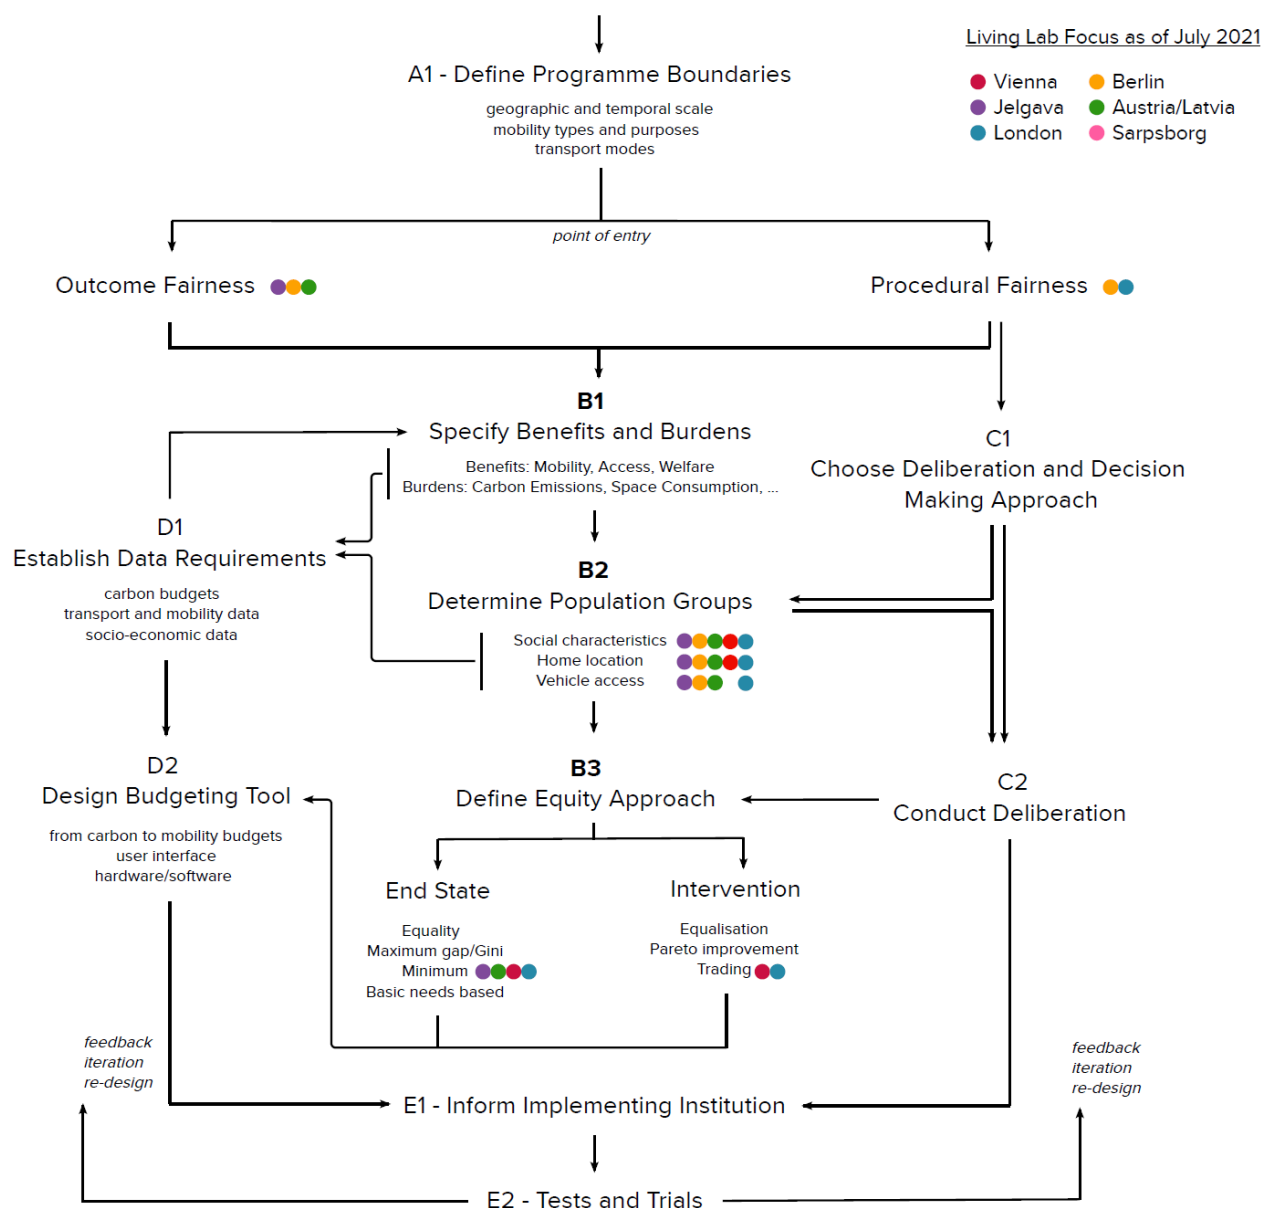 Living Lab Focus as of July 2021
Vienna
Berlin
Jelgava
Austria/Latvia
London
Sarpsborg
A1 - Define Programme Boundaries
geographic and temporal scale
mobility types and purposes
transport modes
point of entry
Outcome Fairness
Procedural Fairness
B1
Specify Benefits and Burdens
Benefits: Mobility, Access, Welfare
Burdens: Carbon Emissions, Space Consumption, ...
C1
Choose Deliberation and Decision
Making Approach
D1
Establish Data Requirements
carbon budgets
transport and mobility data
socio-economic data
B2
Determine Population Groups
Social characteristics
Home location
Vehicle access
D2
Design Budgeting Tool
from carbon to mobility budgets
user interface
hardware/software
B3
Define Equity Approach
C2
Conduct Deliberation
End State
Equality
Maximum gap/Gini
Minimum
Basic needs based
Intervention
Equalisation
Pareto improvement
Trading
feedback
iteration
re-design
feedback
iteration
re-design
E1 - Inform Implementing Institution
E2 - Tests and Trials